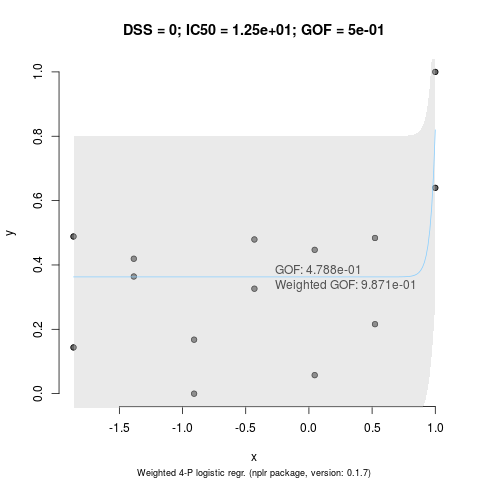 DSS = 0; IC50 = 1.25e+01; GOF = 5e-01
1.0
0.8
0.6
0.4
0.2
0.0
y
GOF: 4.788e-01
Weighted GOF: 9.871e-01
-1.5
-1.0
-0.5
0.0
0.5
1.0
x
Weighted 4-P logistic regr. (nplr package, version: 0.1.7)